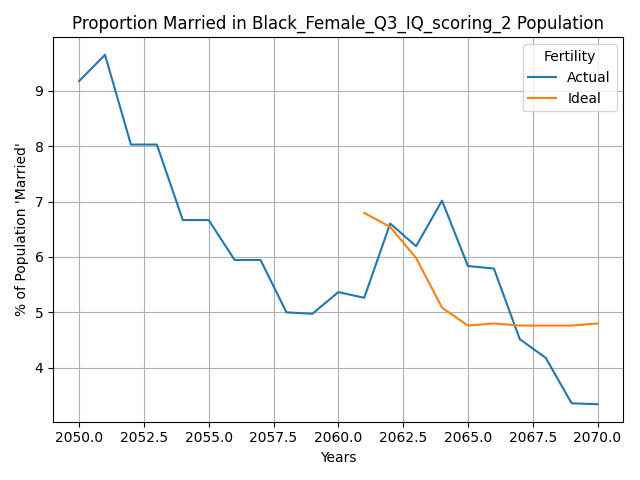 Proportion Married in Black_Female_Q3_IQ_scoring_2 Population
Fertility
Actual
Ideal
% of Population 'Married'
9
8
7
6
5
4
2050.0 2052.5 2055.0 2057.5 2060.0 2062.5 2065.0 2067.5 2070.0
Years